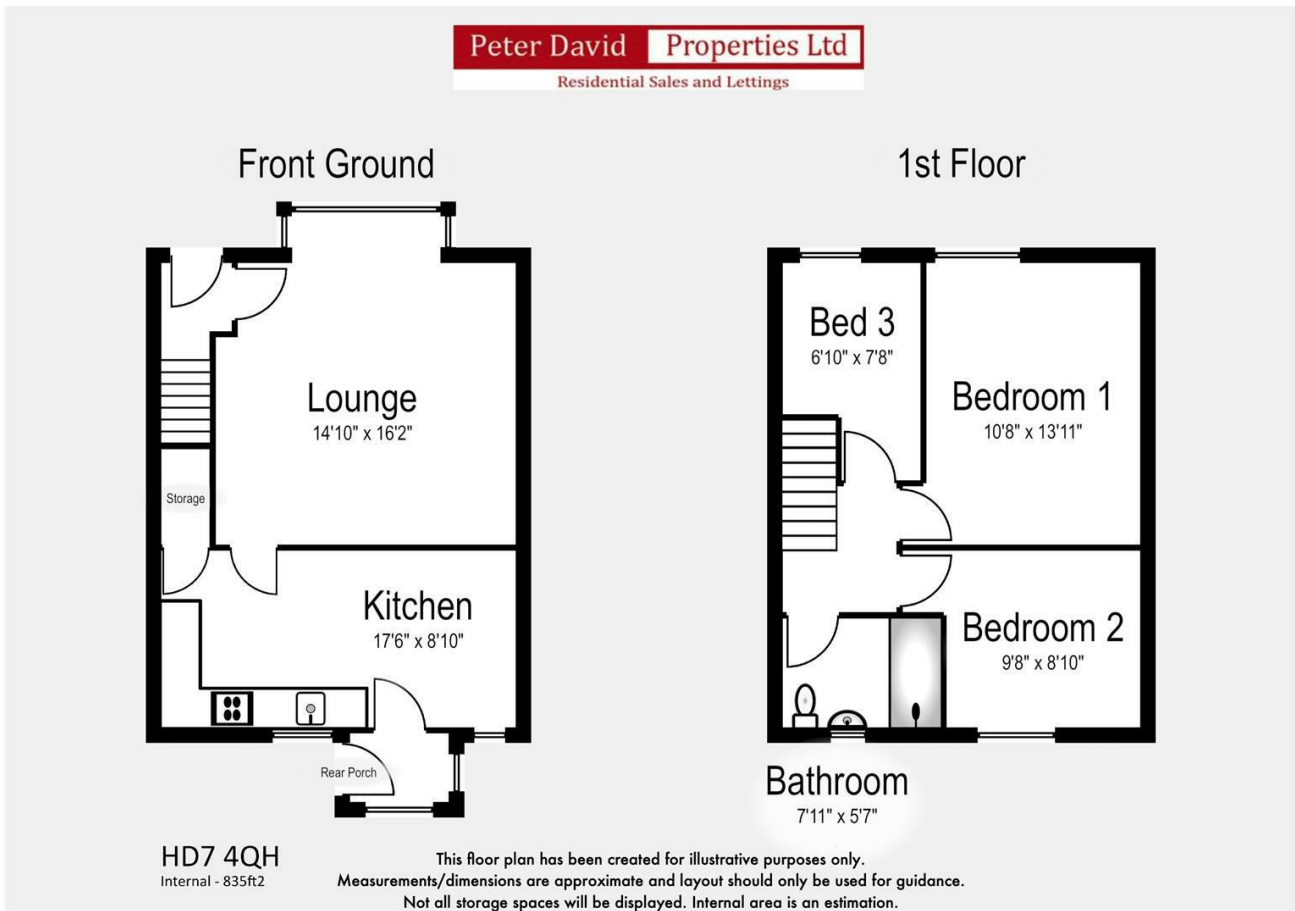 Peter David Properties Ltd
Residential Sales and Lettings
Front Ground
Lounge
14'10" x 16'2"
Storage
Kitchen
17'6" x 8'10"
Rear Porch
1st Floor
Bed 3
6'10" x 7'8"
Bedroom 1
10'8" x 13'11"
Bedroom 2
9'8" x 8'10"
Bathroom
7'11" x 5'7"
HD7 4QH
Internal - 835ft2
This floor plan has been created for illustrative purposes only.
Measurements/dimensions are approximate and layout should only be used for guidance.
Not all storage spaces will be displayed. Internal area is an estimation.